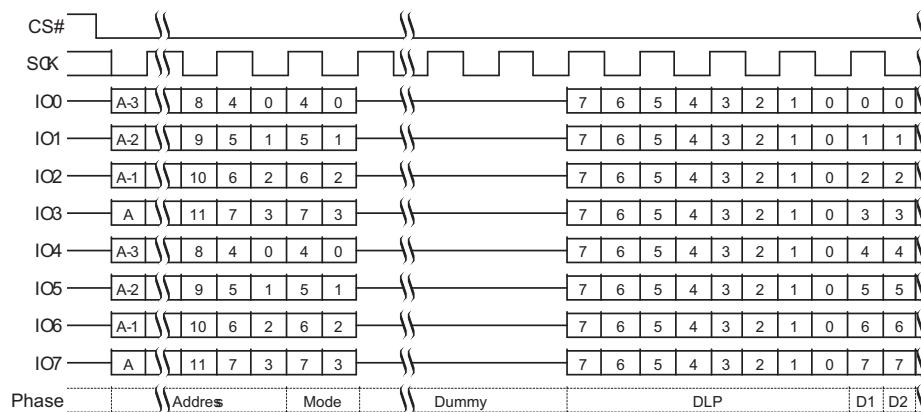 CS#
SCK
IO0 A-3 8 4 0 4 0 7 6 5 4 3 2 1 0 0 0
IO1 A-2 9 5 1 5 1 7 6 5 4 3 2 1 0 1 1
IO2 A-1 10 6 2 6 2 7 6 5 4 3 2 1 0 2 2
IO3 A 11 7 3 7 3 7 6 5 4 3 2 1 0 3 3
IO4 A-3 8 4 0 4 0 7 6 5 4 3 2 1 0 4 4
IO5 A-2 9 5 1 5 1 7 6 5 4 3 2 1 0 5 5
IO6 A-1 10 6 2 6 2 7 6 5 4 3 2 1 0 6 6
IO7 A 11 7 3 7 3 7 6 5 4 3 2 1 0 7 7
Phase Address Mode Dummy DLP D1 D2